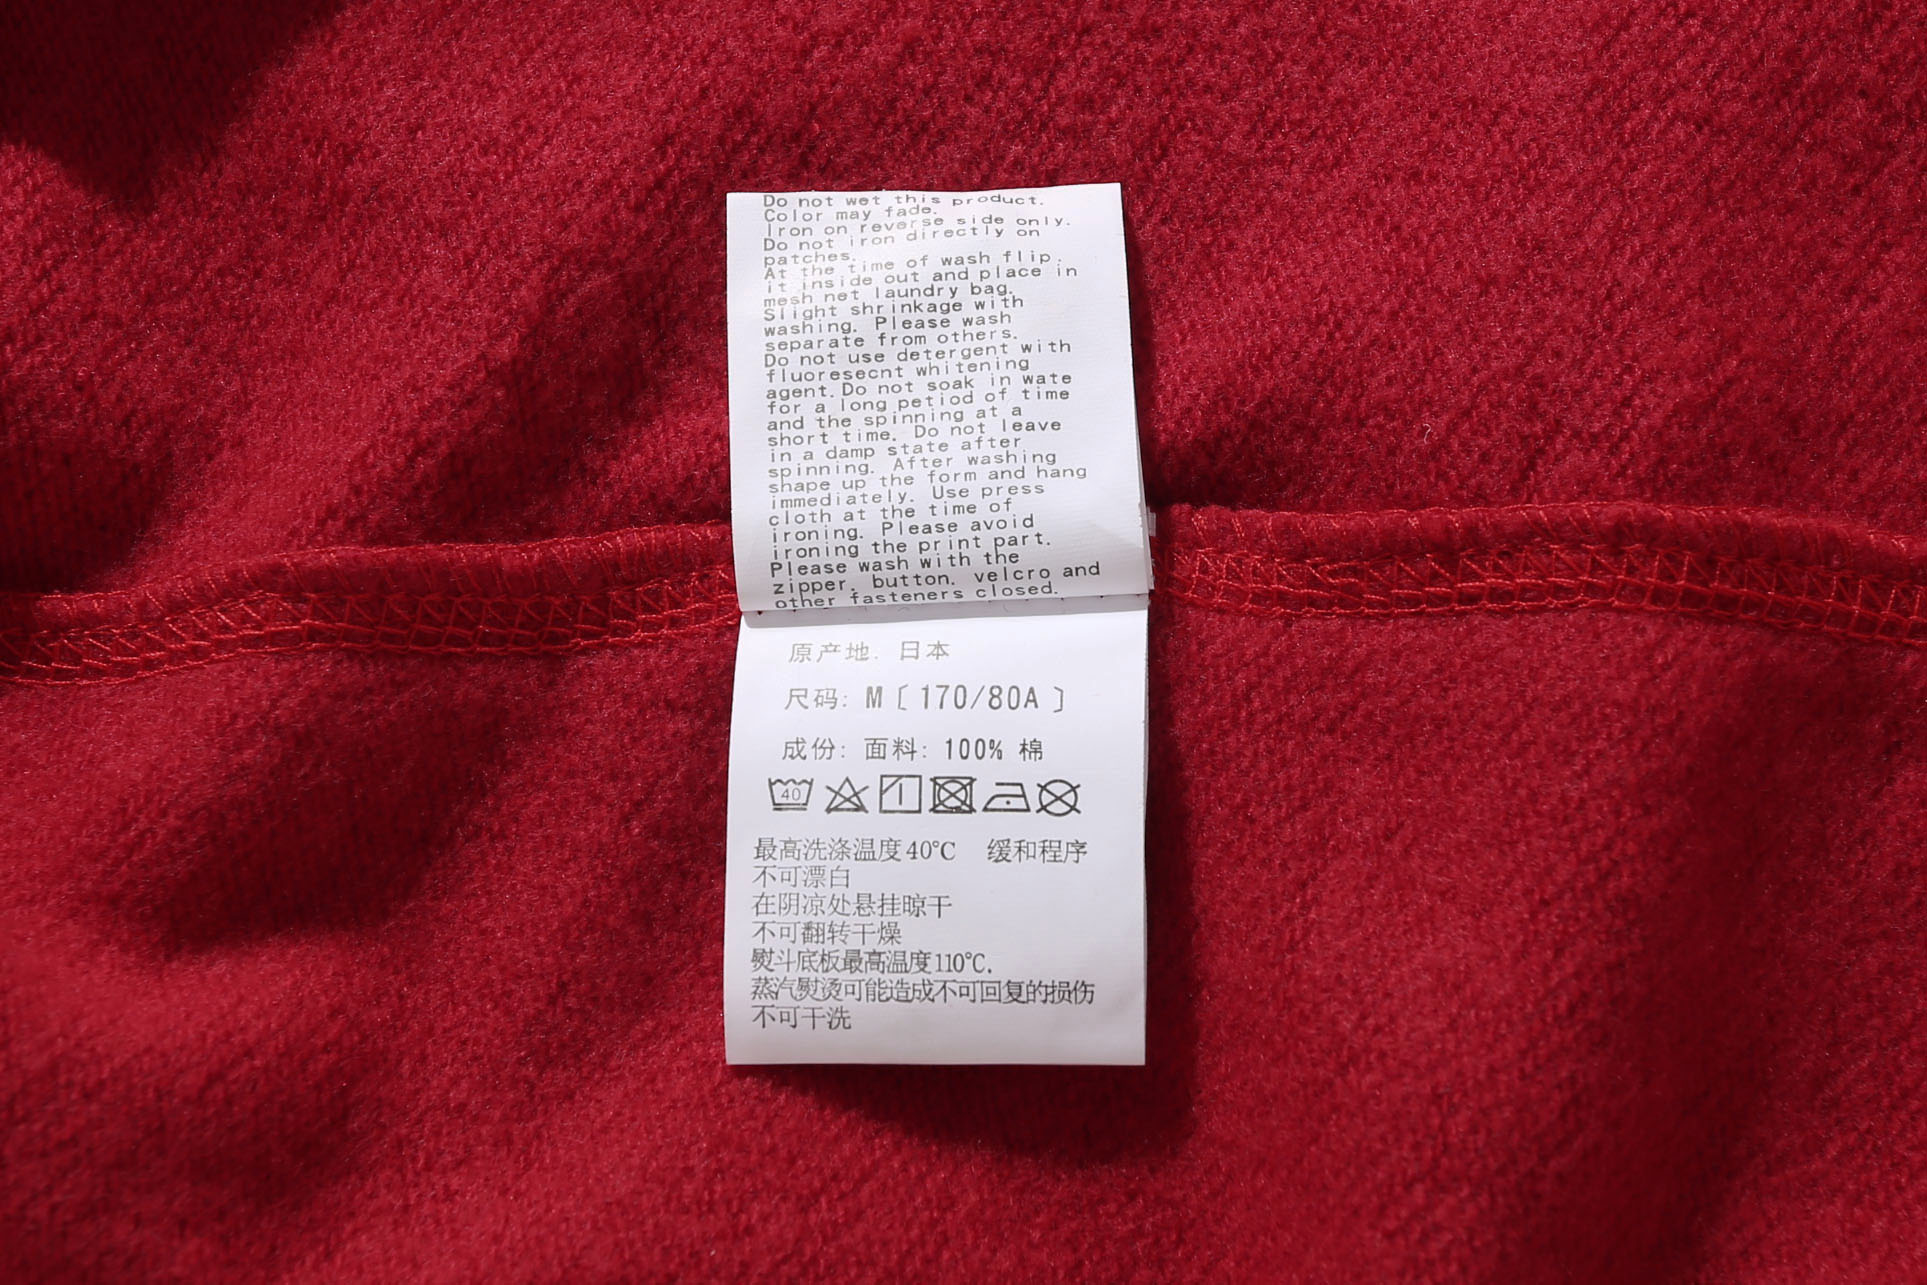 Do not wet this product.
Color may fade.
Iron on reverse side only.
Do not iron directly on
patches.
At the time of wash flip.
it inside out and place in
mesh net laundry bag.
Slight shrinkage with
washing. Please wash
separate from others.
Do not use detergent with
fluoresecnt whitening
agent. Do not soak in wate
for a long petiod of time
and the spinning at a
short time. Do not leave
in a damp state after
spinning. After washing
shape up the form and hang
immediately. Use press
cloth at the time of
ironing. Please avoid
ironing the print part.
Please wash with the
zipper. button. velcro and
other fasteners closed.
原产地. 日本
尺码: M〔170/80A〕
成份: 面料: 100% 棉
40
最高洗涤温度40℃ 缓和程序
不可漂白
在阴凉处悬挂晾干
不可翻转干燥
熨斗底板最高温度110℃.
蒸汽熨烫可能造成不可回复的损伤
不可干洗